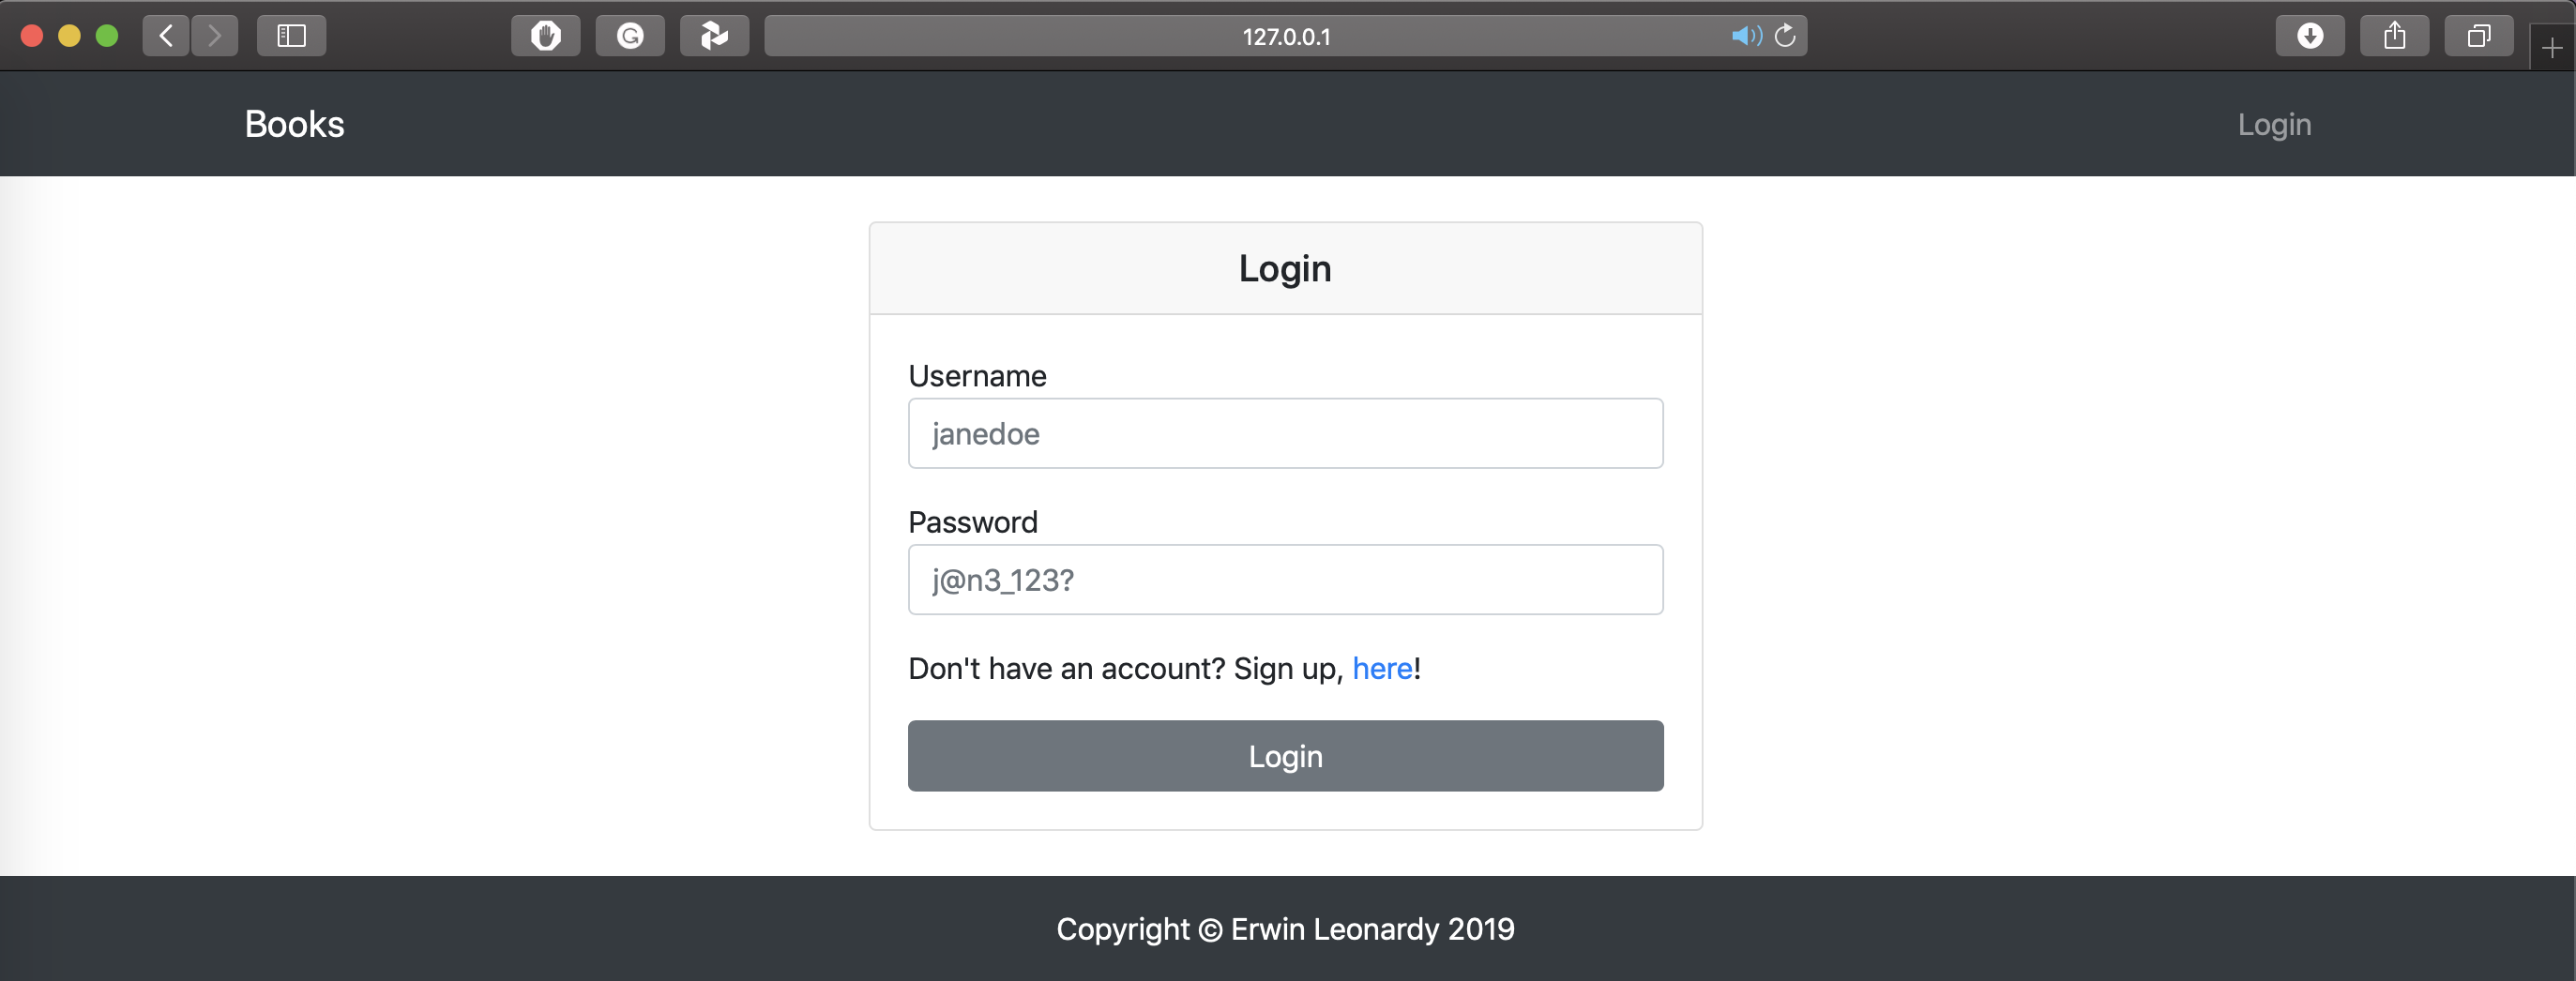 127.0.0.1
Books
Login
Login
Username
janedoe
Password
j@n3_123?
Don't have an account? Sign up, here!
Login
Copyright © Erwin Leonardy 2019